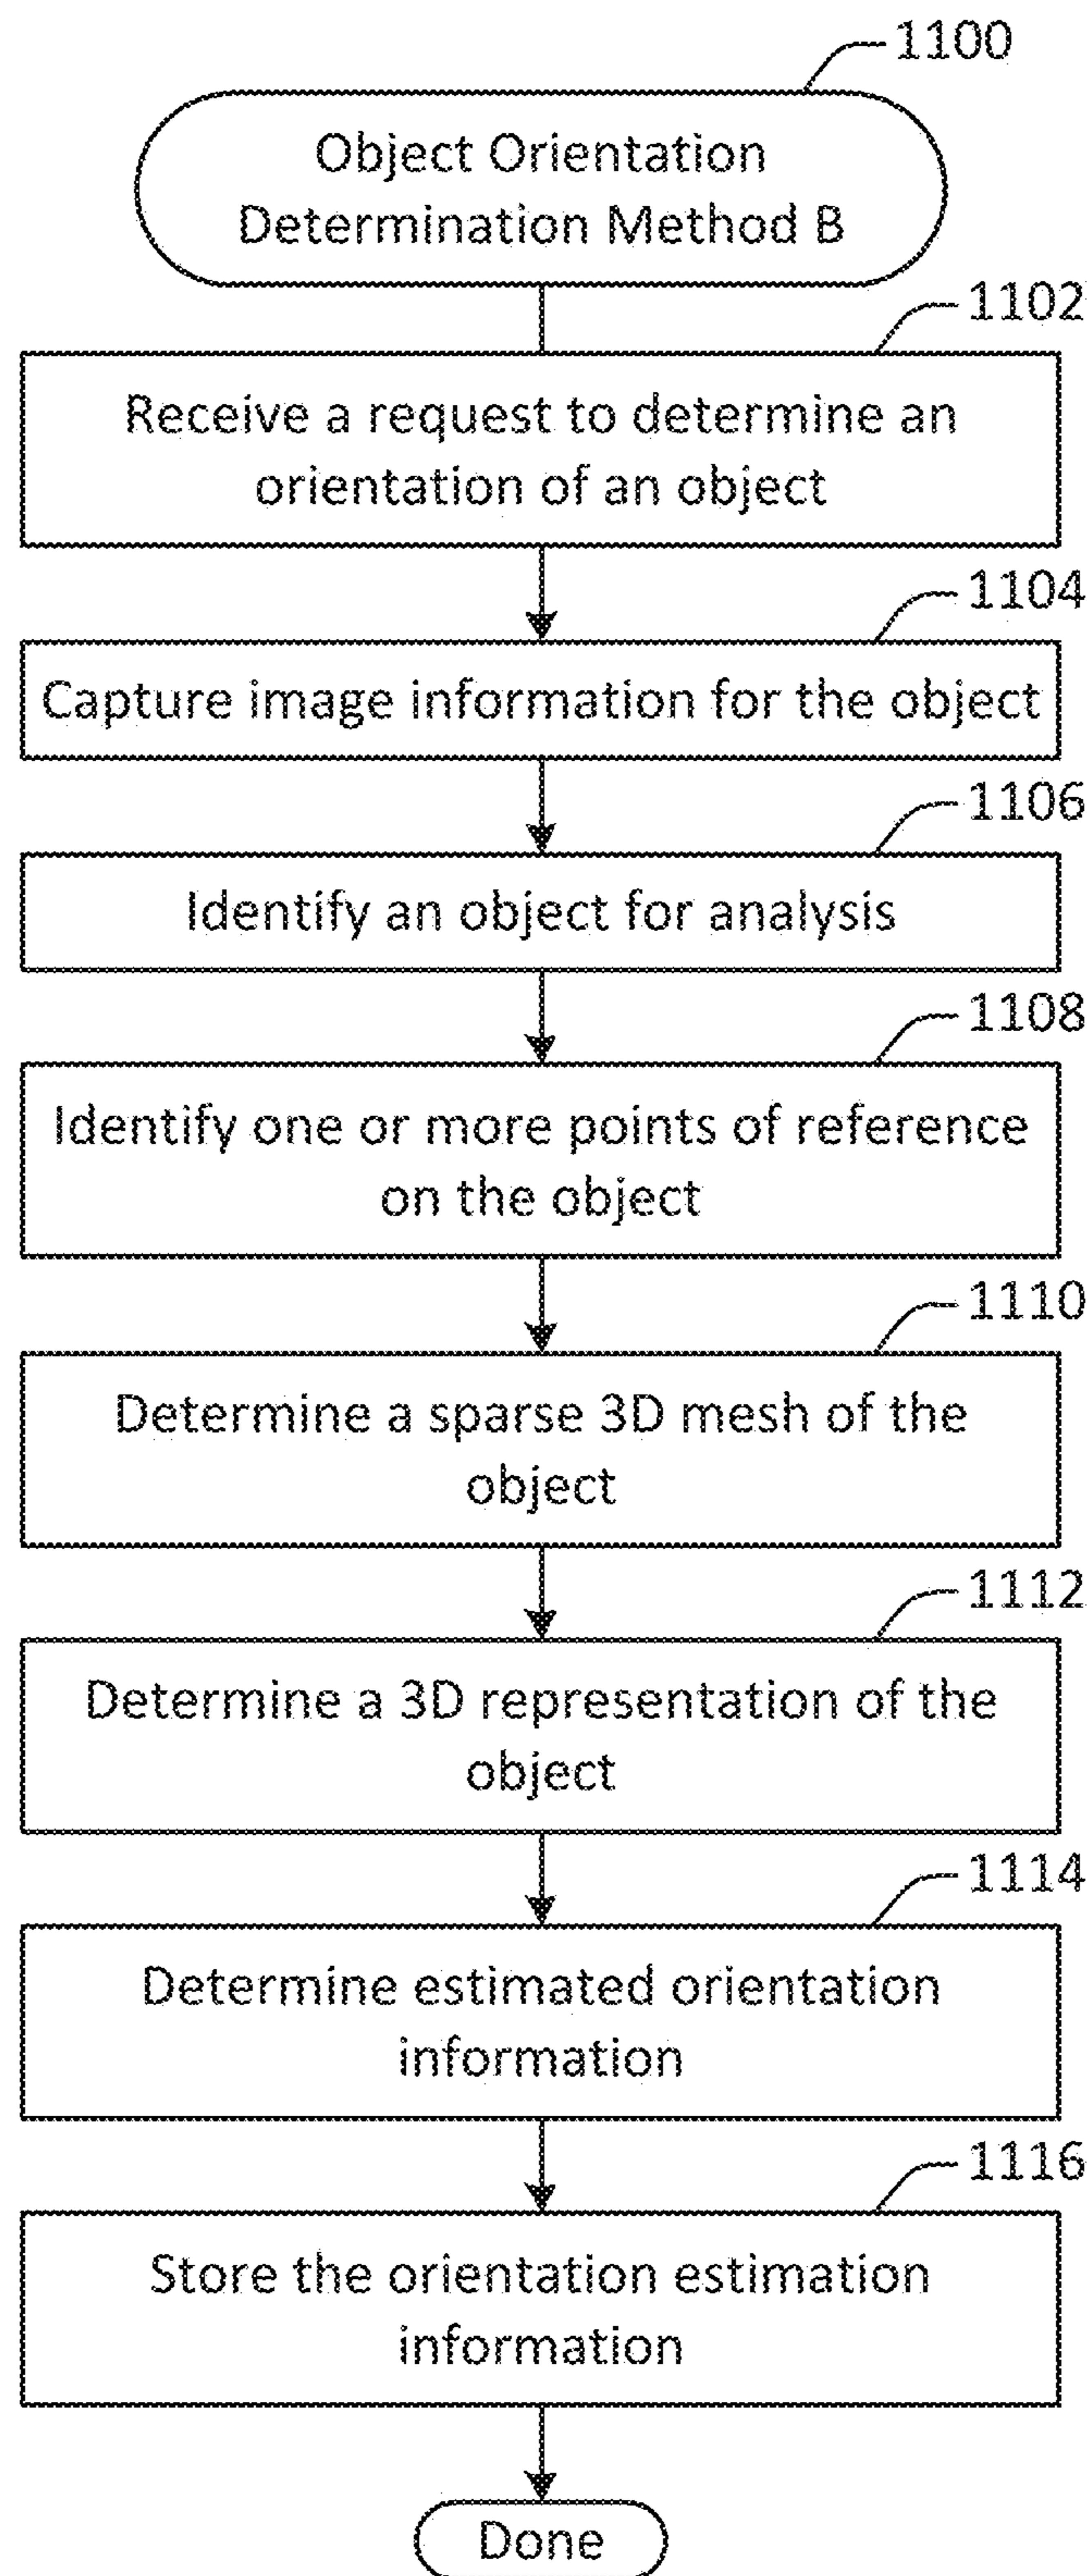 1100
Object Orientation
Determination Method B
1102
Receive a request to determine an
orientation of an object
1104
Capture image information for the object
1106
Identify an object for analysis
1108
Identify one or more points of reference
on the object
1110
Determine a sparse 3D mesh of the
object
1112
Determine a 3D representation of the
object
1114
Determine estimated orientation
information
1116
Store the orientation estimation
information
Done